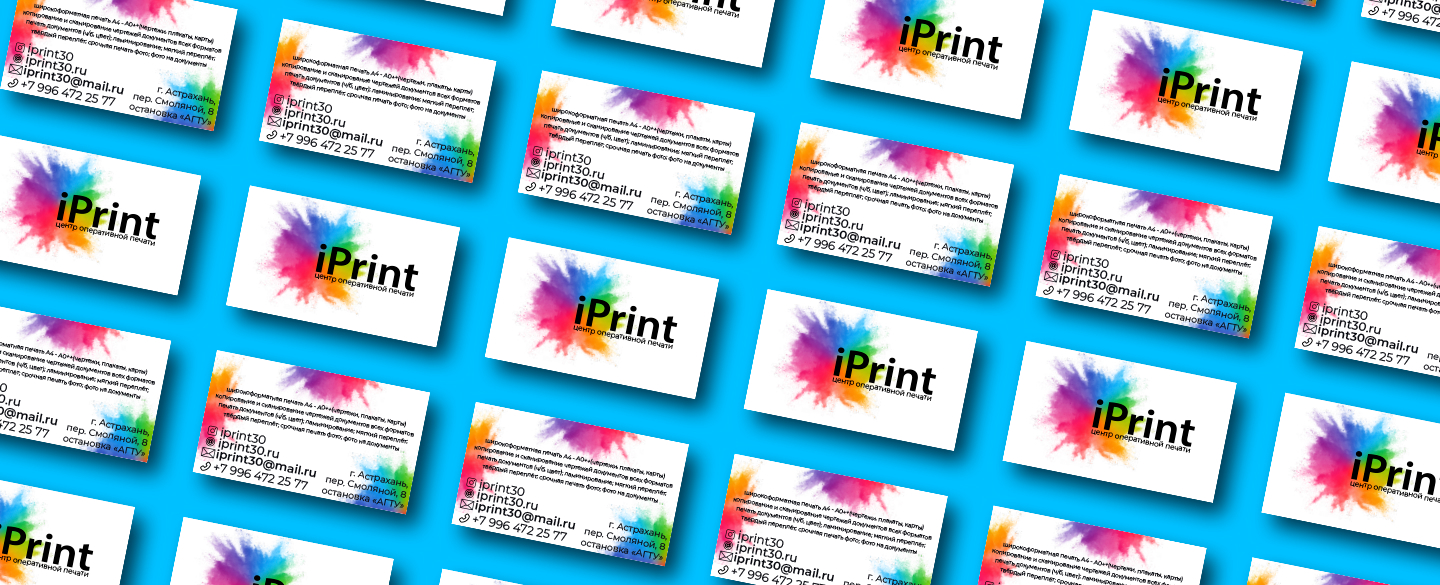 iPrint
центр оперативной печати
широкоформатная печать А4 - А0++(чертежи, плакаты, карты)
копирование и сканирование чертежей документов всех форматов
печать документов (ч/б, цвет); ламинирование; мягкий переплёт;
твёрдый переплёт; срочная печать фото; фото на документы
iprint30
iprint30.ru
iprint30@mail.ru
+7 996 472 25 77
г. Астрахань,
пер. Смоляной, 8
остановка «АГТУ»